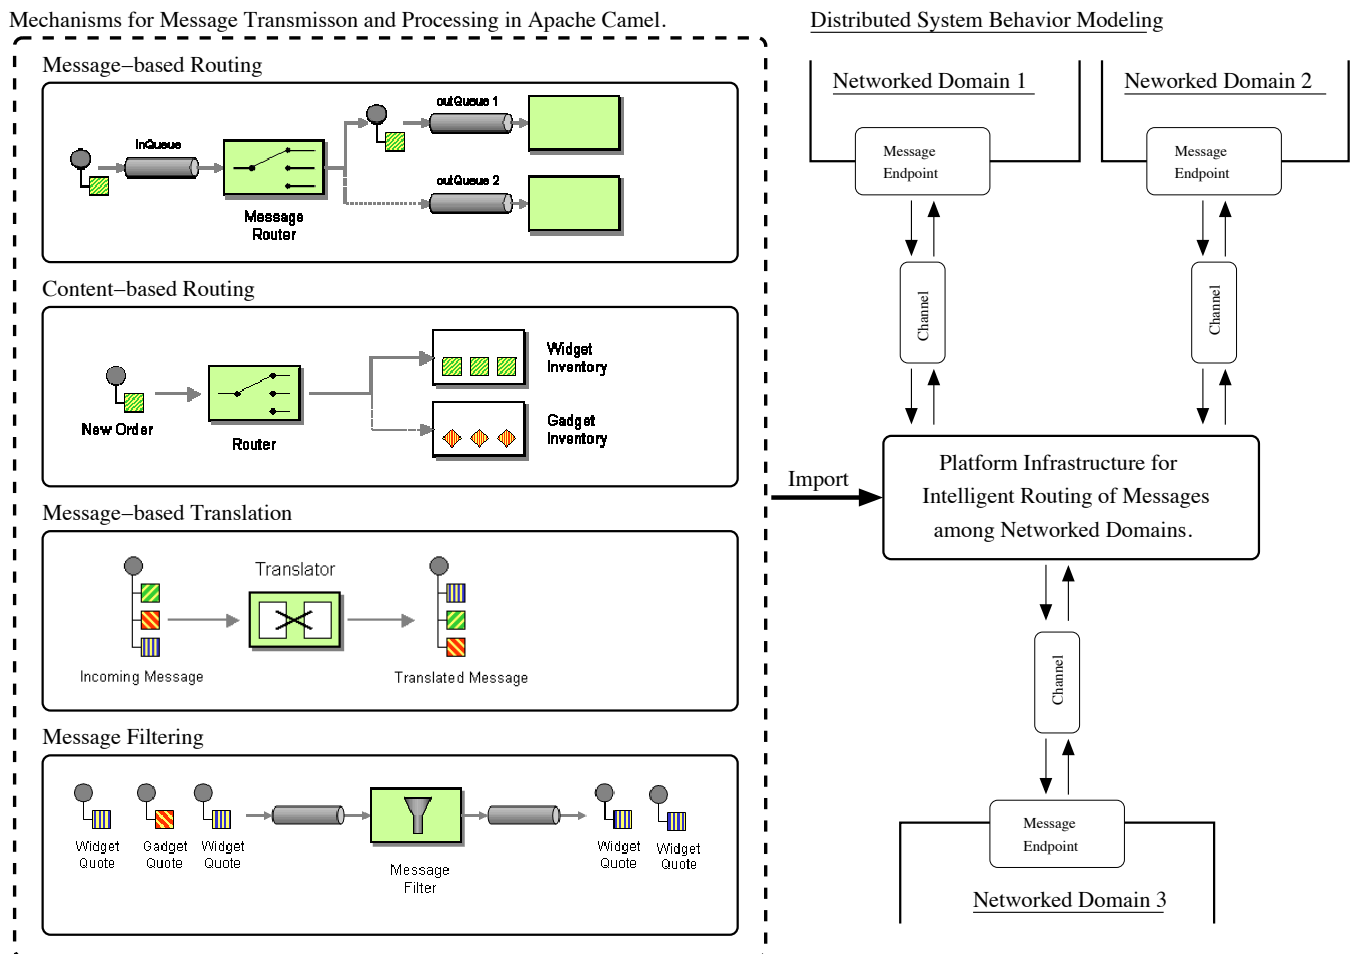 Mechanisms for Message Transmisson and Processing in Apache Camel.
Message−based Routing
InQueue
Message
Router
outQueue 1
outQueue 2
Content−based Routing
New Order
Router
Widget
Inventory
Gadget
Inventory
Message−based Translation
Translator
Incoming Message
Translated Message
Message Filtering
Widget
Quote
Gadget
Quote
Widget
Quote
Message
Filter
Widget
Quote
Widget
Quote
Import
Distributed System Behavior Modeling
Networked Domain 1
Message
Endpoint
Channel
Neworked Domain 2
Message
Endpoint
Channel
Platform Infrastructure for
Intelligent Routing of Messages
among Networked Domains.
Channel
Message
Endpoint
Networked Domain 3